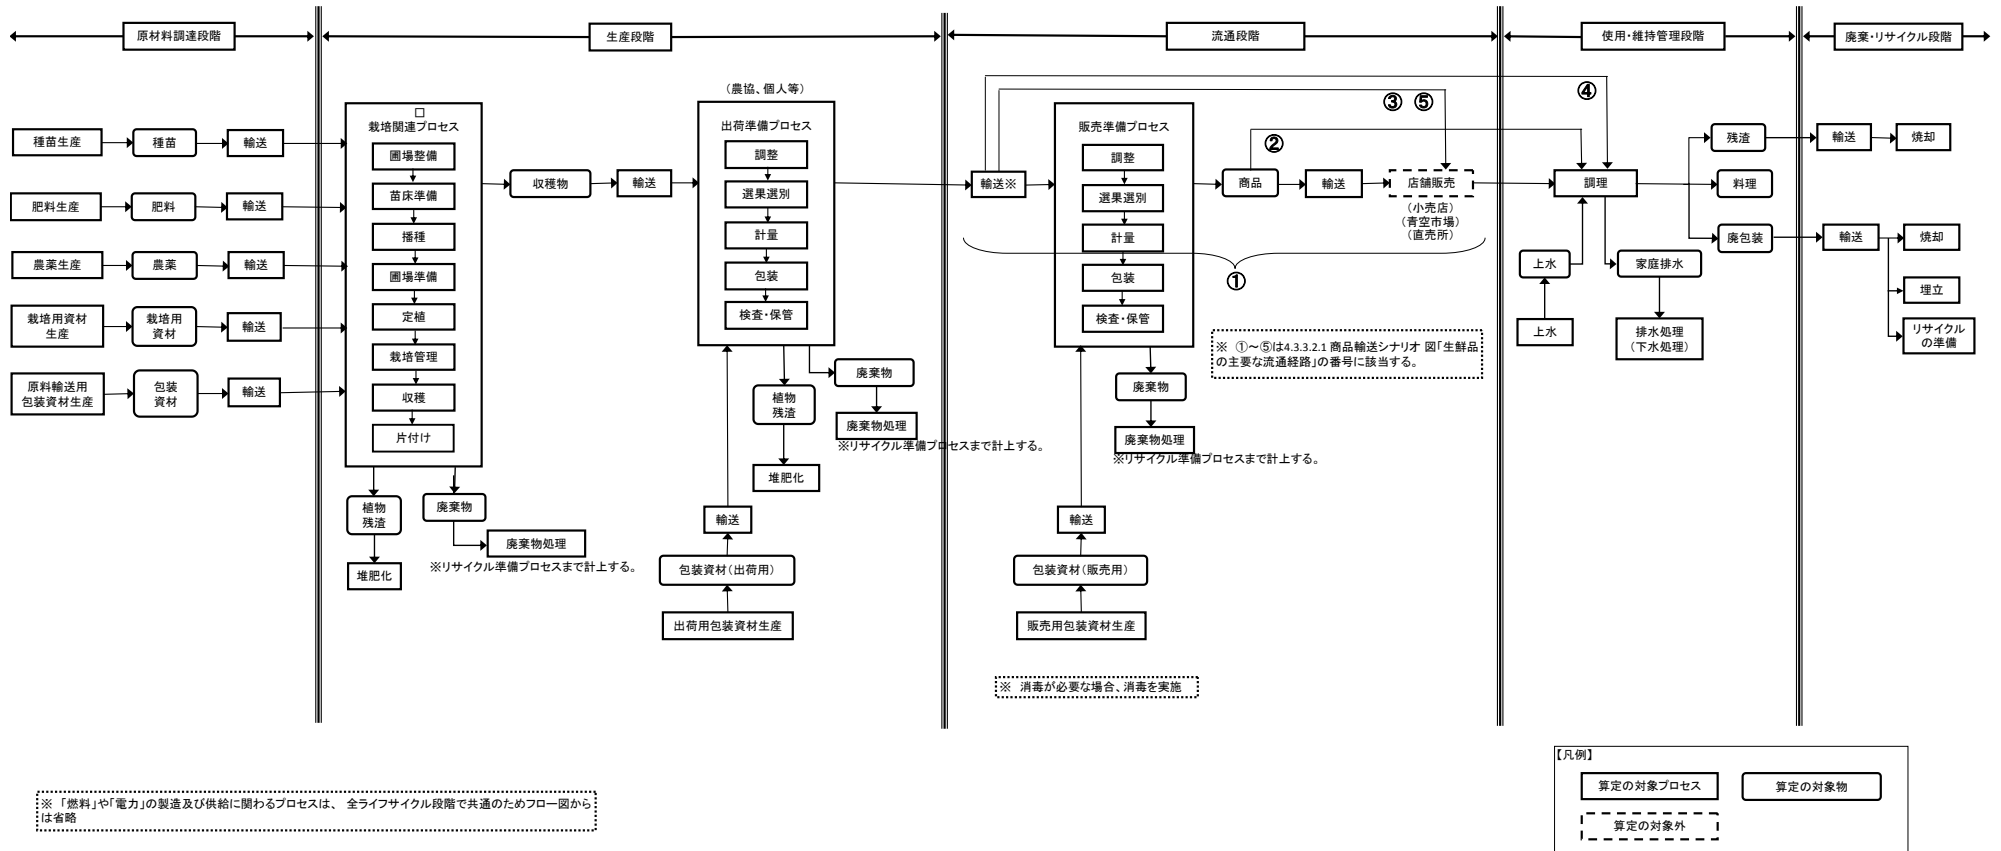 原材料調達段階
生産段階
流通段階
使用・維持管理段階
廃棄・リサイクル段階
種苗生産
種苗
輸送
肥料生産
肥料
輸送
農薬生産
農薬
輸送
栽培用資材
生産
栽培用
資材
輸送
原料輸送用
包装資材生産
包装
資材
輸送
栽培関連プロセス
圃場整備
苗床準備
播種
圃場準備
定植
栽培管理
収穫
片付け
植物
残渣
堆肥化
廃棄物
廃棄物処理
※リサイクル準備プロセスまで計上する。
収穫物
輸送
（農協、個人等）
出荷準備プロセス
調整
選果選別
計量
包装
検査・保管
植物
残渣
堆肥化
廃棄物
廃棄物処理
※リサイクル準備プロセスまで計上する。
輸送
包装資材（出荷用）
出荷用包装資材生産
輸送※
販売準備プロセス
調整
選果選別
計量
包装
検査・保管
廃棄物
廃棄物処理
※リサイクル準備プロセスまで計上する。
輸送
包装資材（販売用）
販売用包装資材生産
③ ⑤
④
②
商品
輸送
店舗販売
（小売店）
（青空市場）
（直売所）
①
※ ①～⑤は4.3.3.2.1 商品輸送シナリオ 図「生鮮品
の主要な流通経路」の番号に該当する。
※ 消毒が必要な場合、消毒を実施
調理
上水
上水
家庭排水
排水処理
（下水処理）
残渣
料理
廃包装
輸送
焼却
輸送
焼却
埋立
リサイクル
の準備
※ 「燃料」や「電力」の製造及び供給に関わるプロセスは、 全ライフサイクル段階で共通のためフロー図から
は省略
【凡例】
算定の対象プロセス
算定の対象物
算定の対象外